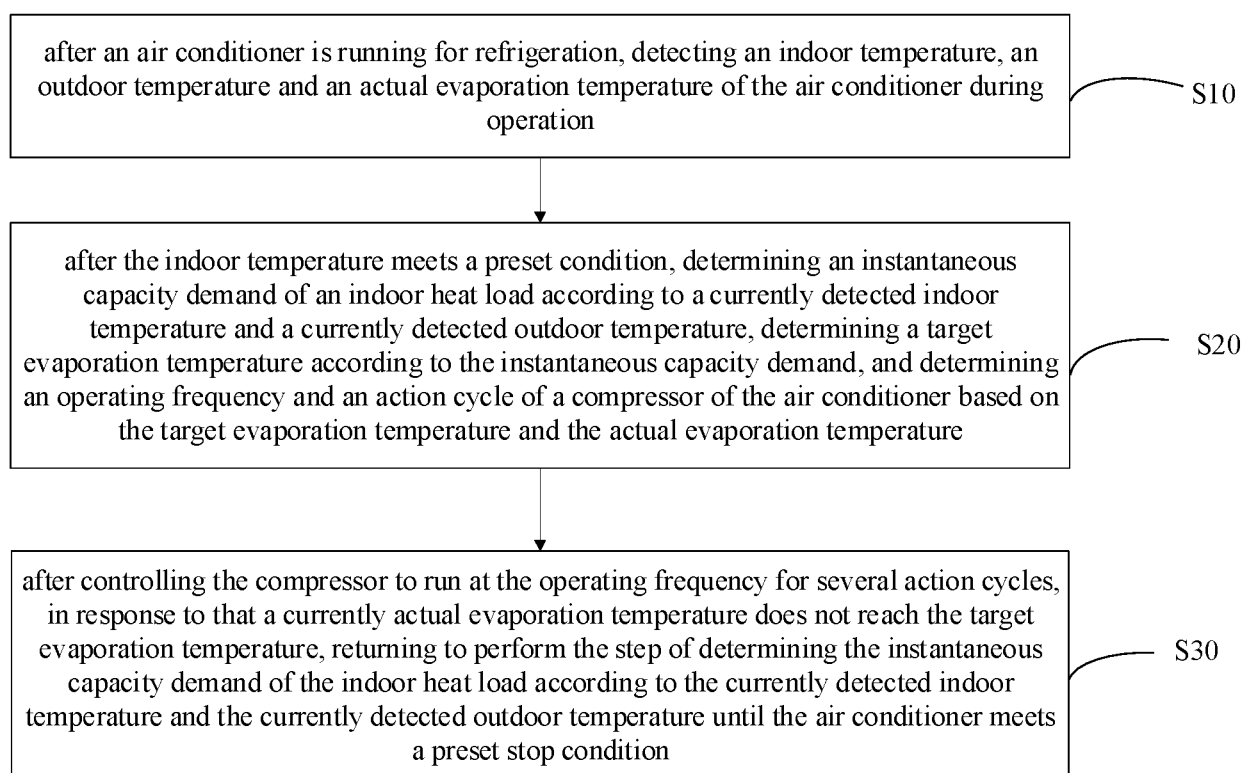 after an air conditioner is running for refrigeration, detecting an indoor temperature, an
outdoor temperature and an actual evaporation temperature of the air conditioner during
operation
S10
after the indoor temperature meets a preset condition, determining an instantaneous
capacity demand of an indoor heat load according to a currently detected indoor
temperature and a currently detected outdoor temperature, determining a target
evaporation temperature according to the instantaneous capacity demand, and determining
an operating frequency and an action cycle of a compressor of the air conditioner based on
the target evaporation temperature and the actual evaporation temperature
S20
after controlling the compressor to run at the operating frequency for several action cycles,
in response to that a currently actual evaporation temperature does not reach the target
evaporation temperature, returning to perform the step of determining the instantaneous
capacity demand of the indoor heat load according to the currently detected indoor
temperature and the currently detected outdoor temperature until the air conditioner meets
a preset stop condition
S30